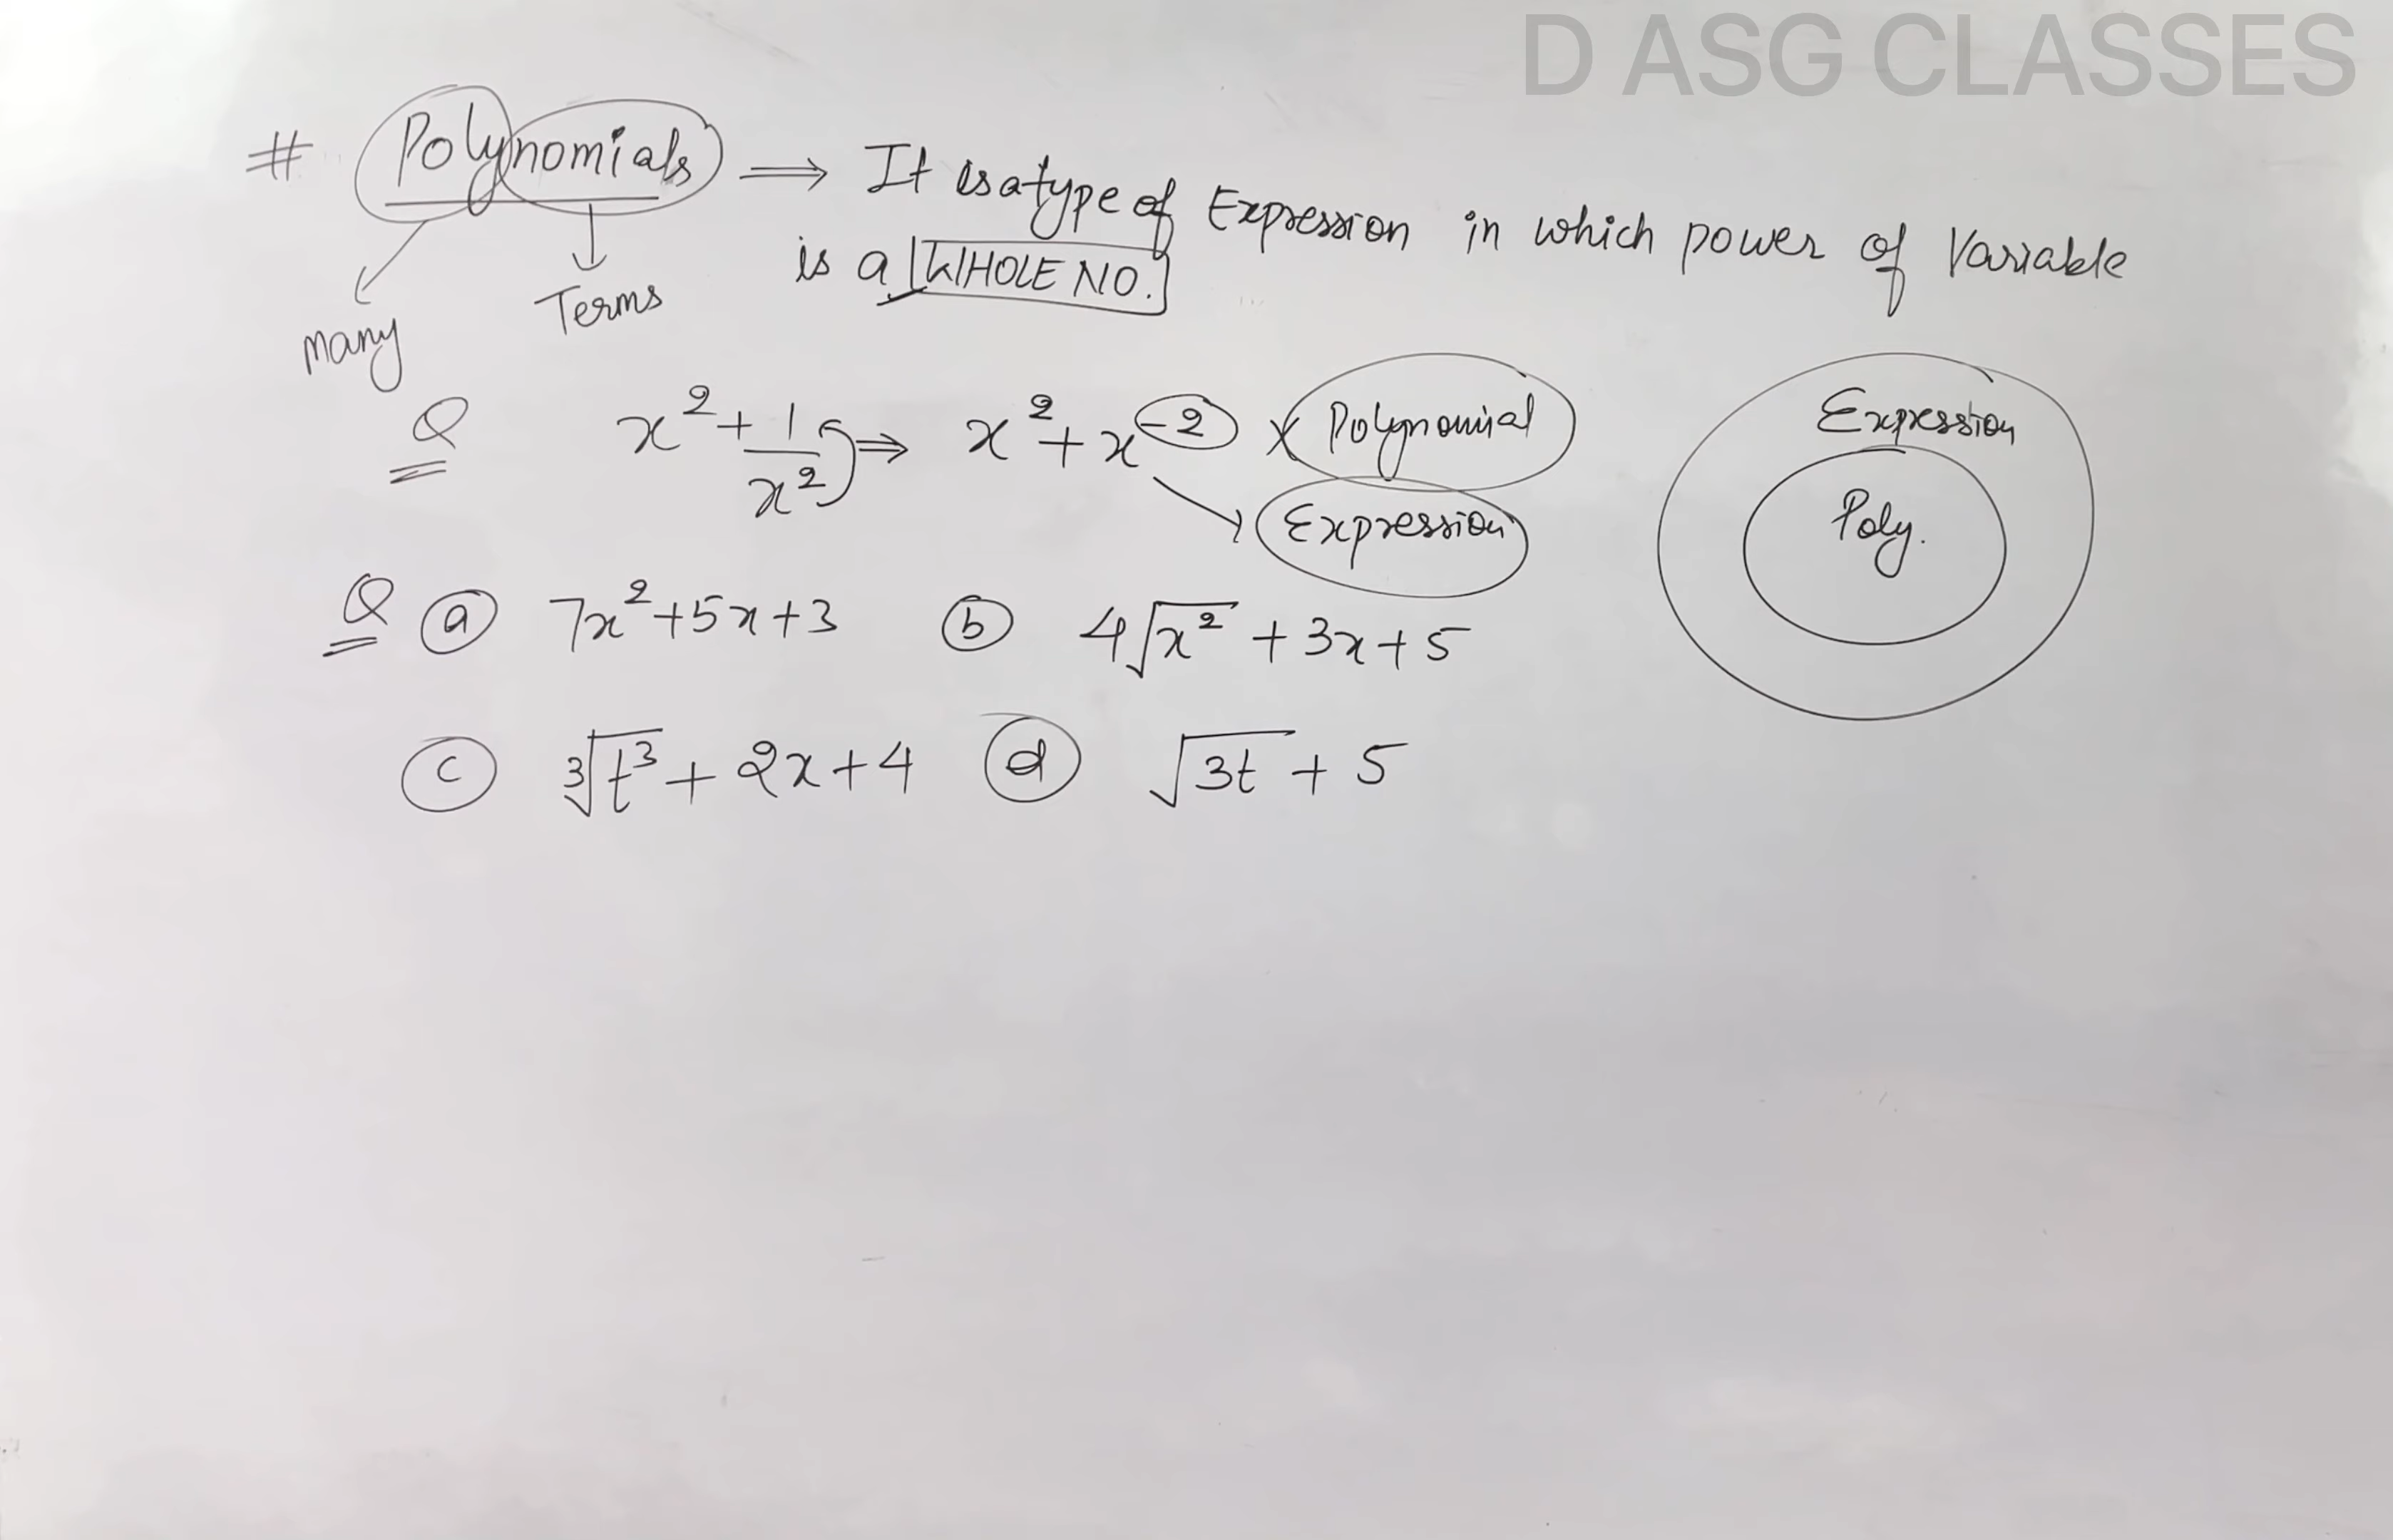 D ASG CLASSES
# Polynomials ⟹ It is a type of Expression in which power of Variable
is a WHOLE NO.
many Terms
Q x² + 1/x² ⇒ x² + x⁻² × Polynomial
Expression
Expression
Poly.
Q (a) 7x² + 5x + 3 (b) 4√x² + 3x + 5
(c) ³√t³ + 2x + 4 (d) √3t + 5